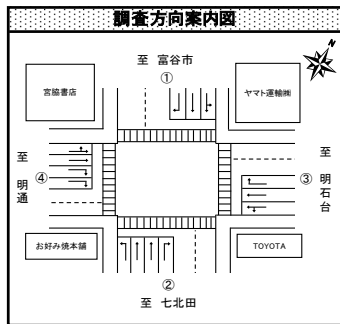 調査方向案内図
N
至 富谷市
①
宮脇書店
ヤマト運輸㈱
至 明通
④
至 明石台
③
お好み焼本舗
TOYOTA
②
至 七北田